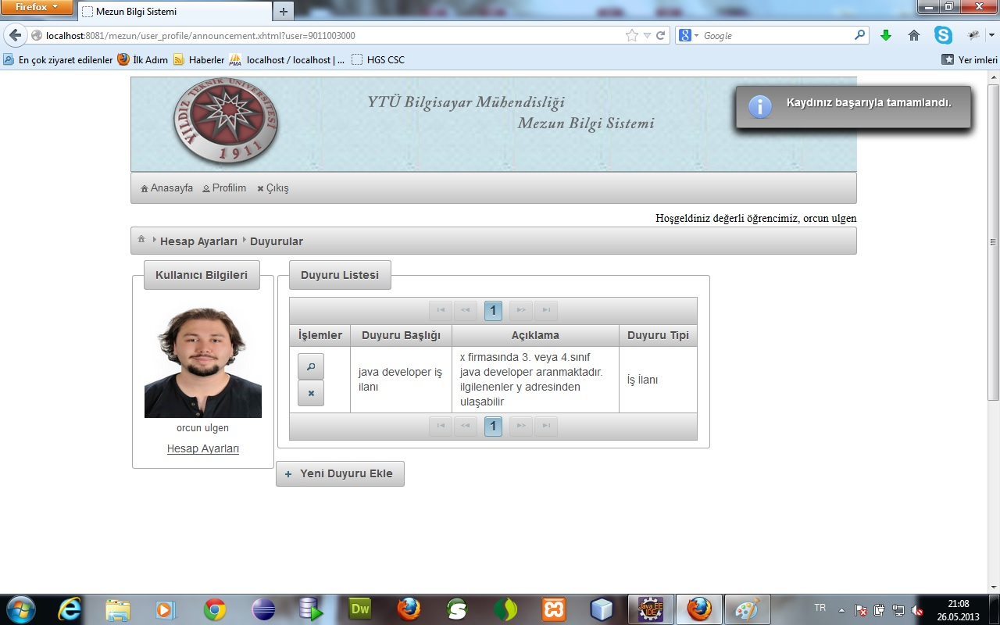 Firefox
Mezun Bilgi Sistemi
localhost:8081/mezun/user_profile/announcement.xhtml?user=9011003000
Google
En çok ziyaret edilenler
İlk Adım
Haberler
localhost / localhost | ...
HGS CSC
Yer imleri
YILDIZ TEKNİK ÜNİVERSİTESİ
1911
YTÜ Bilgisayar Mühendisliği
Mezun Bilgi Sistemi
Kaydınız başarıyla tamamlandı.
Anasayfa
Profilim
Çıkış
Hoşgeldiniz değerli öğrencimiz, orcun ulgen
Hesap Ayarları
Duyurular
Kullanıcı Bilgileri
orcun ulgen
Hesap Ayarları
Duyuru Listesi
1
İşlemler
Duyuru Başlığı
Açıklama
Duyuru Tipi
java developer iş
ilanı
x firmasında 3. veya 4.sınıf
java developer aranmaktadır.
ilgilenenler y adresinden
ulaşabilir
İş İlanı
1
Yeni Duyuru Ekle
Dw
Java EE
IDE
TR
21:08
26.05.2013